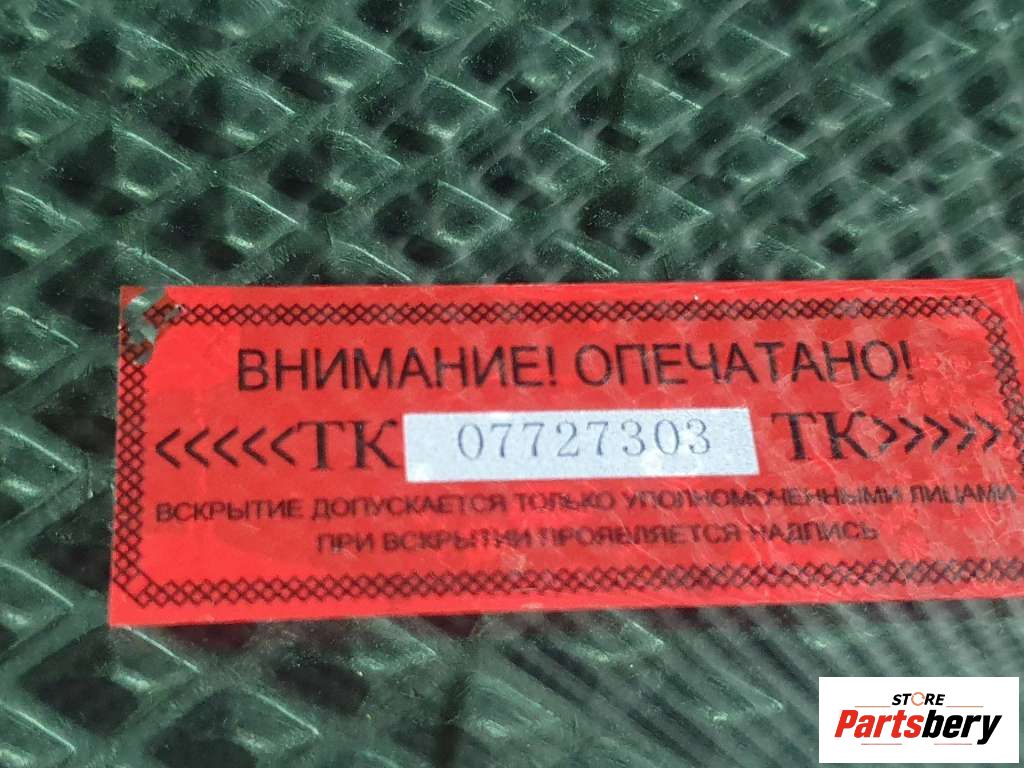 ВНИМАНИЕ! ОПЕЧАТАНО!
<<<<<ТК 07727303 ТК>>>>>
ВСКРЫТИЕ ДОПУСКАЕТСЯ ТОЛЬКО УПОЛНОМОЧЕННЫМИ ЛИЦАМИ
ПРИ ВСКРЫТИИ ПРОЯВЛЯЕТСЯ НАДПИСЬ
STORE
Partsbery